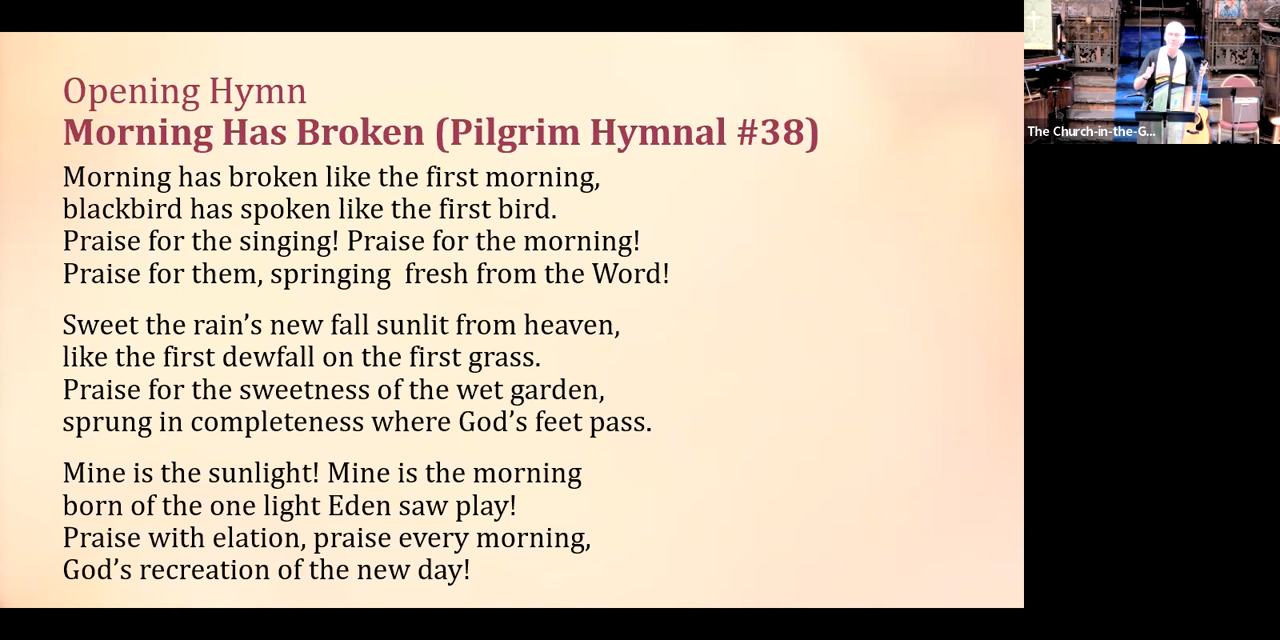 Opening Hymn
Morning Has Broken (Pilgrim Hymnal #38)
Morning has broken like the first morning,
blackbird has spoken like the first bird.
Praise for the singing! Praise for the morning!
Praise for them, springing  fresh from the Word!
Sweet the rain’s new fall sunlit from heaven,
like the first dewfall on the first grass.
Praise for the sweetness of the wet garden,
sprung in completeness where God’s feet pass.
Mine is the sunlight! Mine is the morning
born of the one light Eden saw play!
Praise with elation, praise every morning,
God’s recreation of the new day!
The Church-in-the-G...